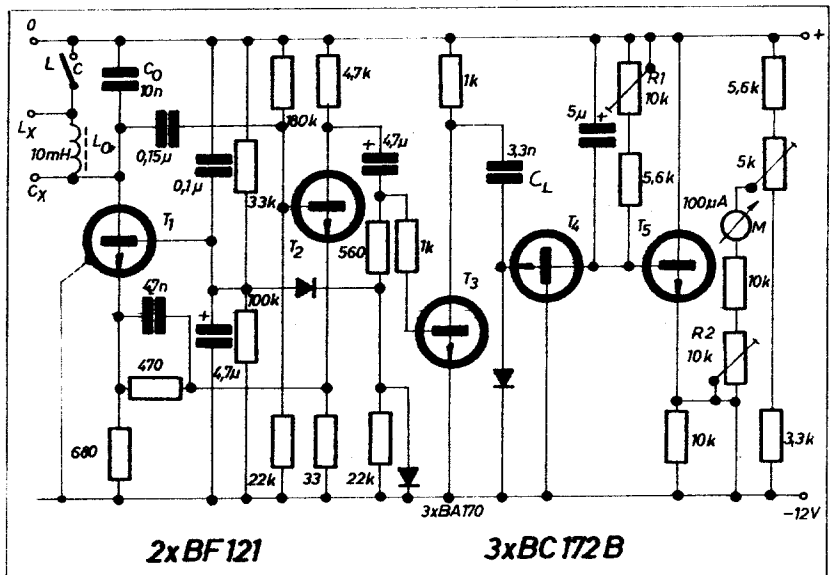 0
+
L
C
C0
10n
Lx
10mH
L0
Cx
0,15µ
0,1µ
33k
180k
4,7k
+
4,7µ
1k
3,3n
CL
5µ
+
R1
10k
5,6k
5,6k
5k
100µA
M
T1
T2
560
1k
T3
T4
T5
10k
R2
10k
47n
+
4,7µ
100k
470
680
22k
33
22k
10k
3,3k
3xBA170
-12V
2xBF121
3xBC172B